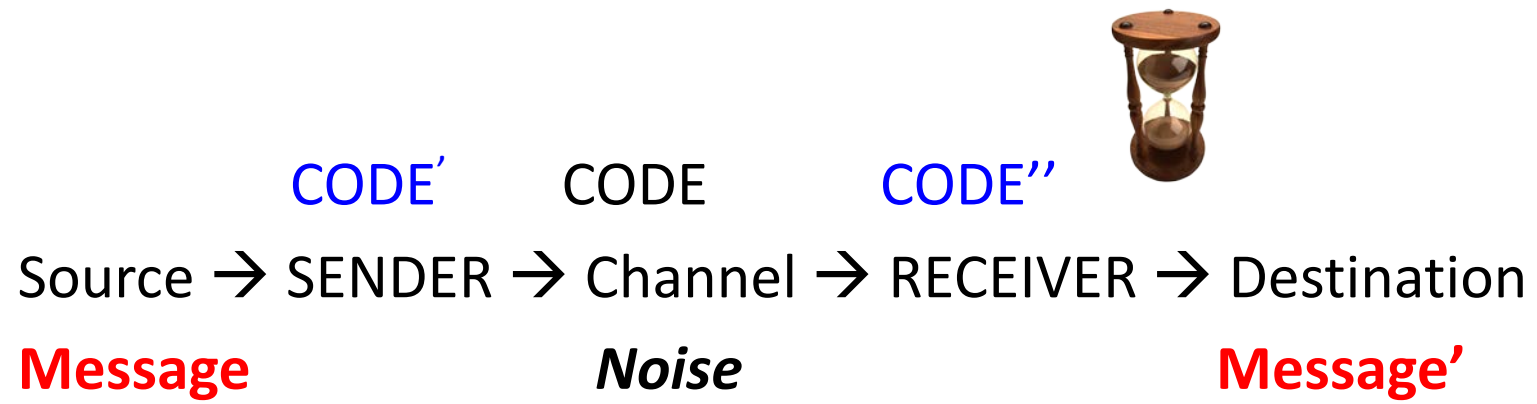 CODE’ CODE CODE’’
Source → SENDER → Channel → RECEIVER → Destination
Message Noise Message’